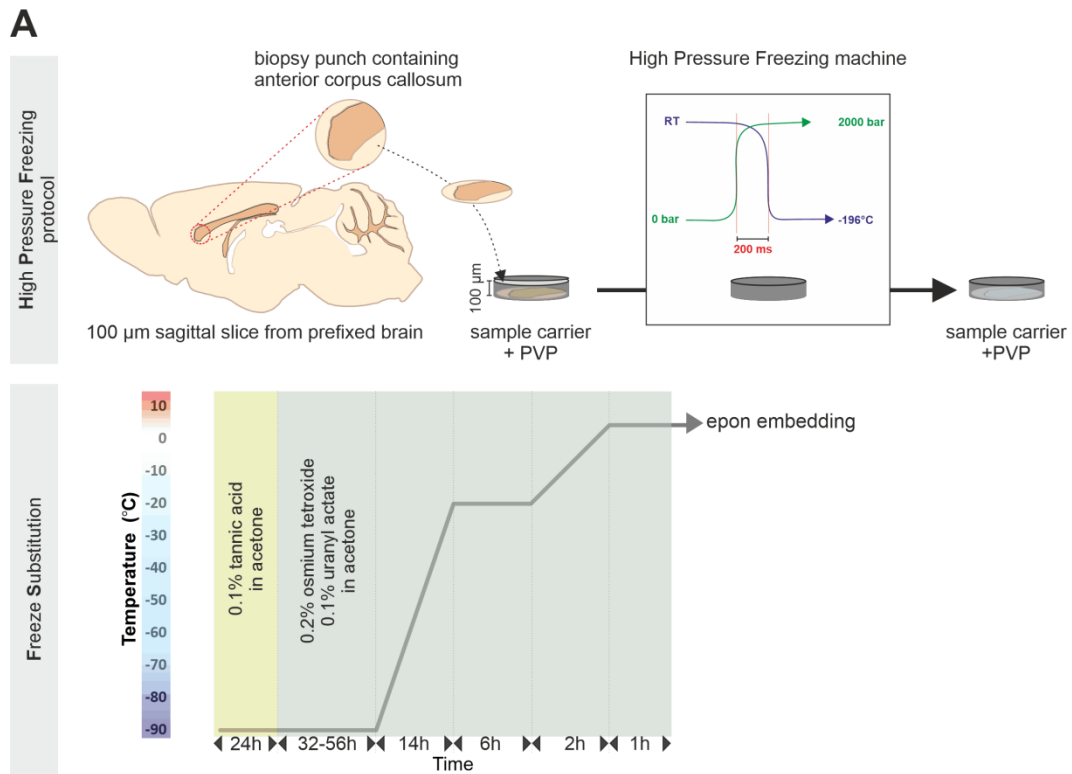 A
High Pressure Freezing
protocol
biopsy punch containing
anterior corpus callosum
High Pressure Freezing machine
RT
2000 bar
0 bar
-196°C
200 ms
100 µm
100 µm sagittal slice from prefixed brain
sample carrier
+ PVP
sample carrier
+PVP
Freeze Substitution
Temperature (°C)
10
0
-10
-20
-30
-40
-50
-60
-70
-80
-90
0.1% tannic acid
in acetone
0.2% osmium tetroxide
0.1% uranyl actate
in acetone
epon embedding
24h
32-56h
14h
6h
2h
1h
Time